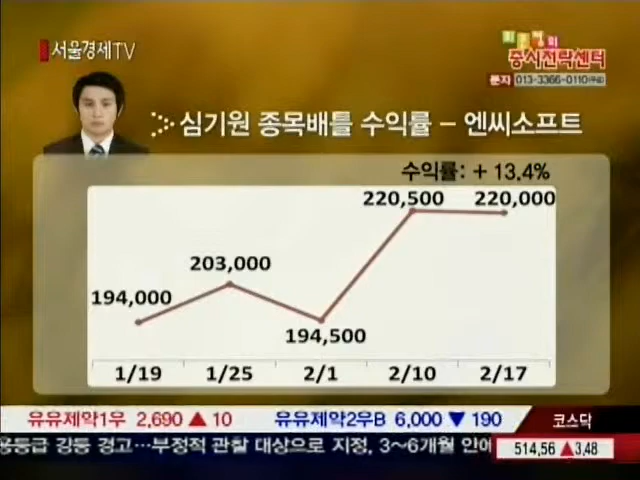 서울경제TV
증시전략센터
문자 013-3366-0110
심기원 종목배틀 수익률 - 엔씨소프트
수익률: + 13.4%
220,500
220,000
203,000
194,000
194,500
1/19 1/25 2/1 2/10 2/17
유유제약1우 2,690 ▲ 10 유유제약2우B 6,000 ▼ 190 코스닥
용등급 강등 경고…부정적 관찰 대상으로 지정, 3~6개월 안에
514.56 ▲3.48